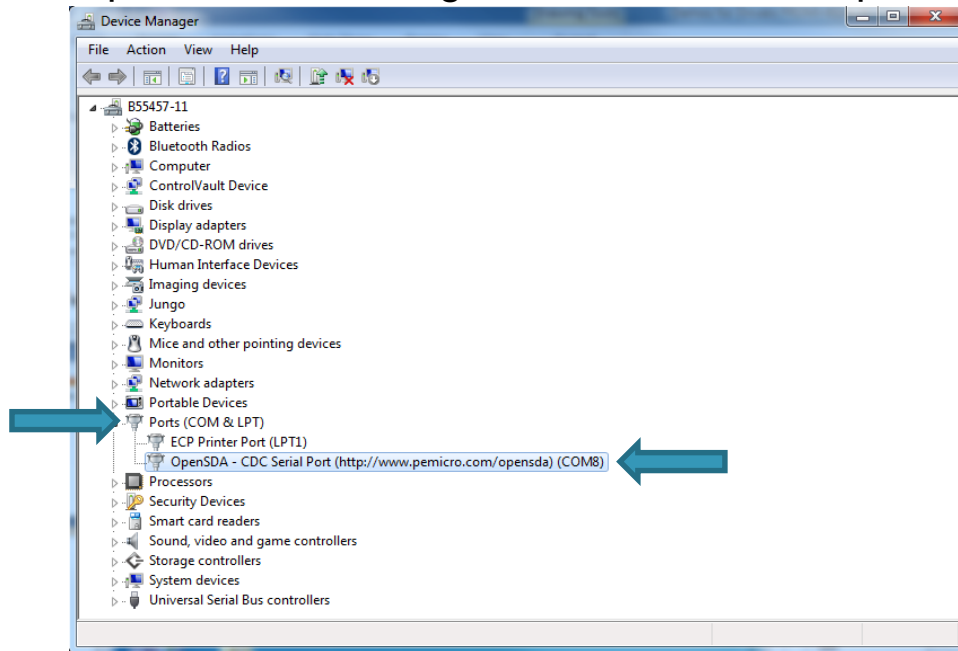 Device Manager
File Action View Help
B55457-11
Batteries
Bluetooth Radios
Computer
ControlVault Device
Disk drives
Display adapters
DVD/CD-ROM drives
Human Interface Devices
Imaging devices
Jungo
Keyboards
Mice and other pointing devices
Monitors
Network adapters
Portable Devices
Ports (COM & LPT)
ECP Printer Port (LPT1)
OpenSDA - CDC Serial Port (http://www.pemicro.com/opensda) (COM8)
Processors
Security Devices
Smart card readers
Sound, video and game controllers
Storage controllers
System devices
Universal Serial Bus controllers